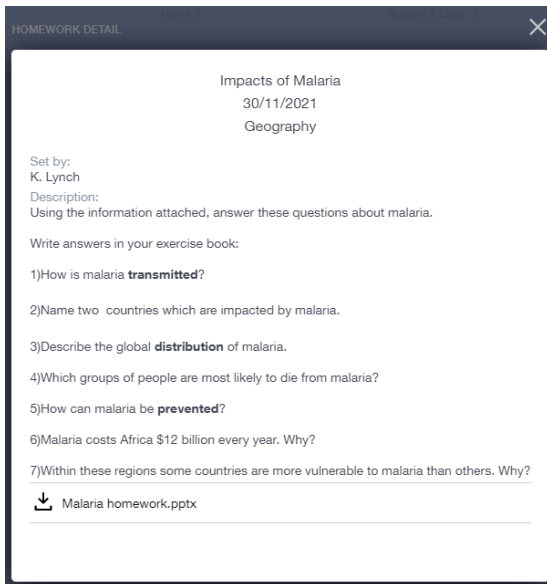 Name
Subject & Class
HOMEWORK DETAIL
Impacts of Malaria
30/11/2021
Geography
Set by:
K. Lynch
Description:
Using the information attached, answer these questions about malaria.
Write answers in your exercise book:
1)How is malaria transmitted?
2)Name two  countries which are impacted by malaria.
3)Describe the global distribution of malaria.
4)Which groups of people are most likely to die from malaria?
5)How can malaria be prevented?
6)Malaria costs Africa $12 billion every year. Why?
7)Within these regions some countries are more vulnerable to malaria than others. Why?
Malaria homework.pptx